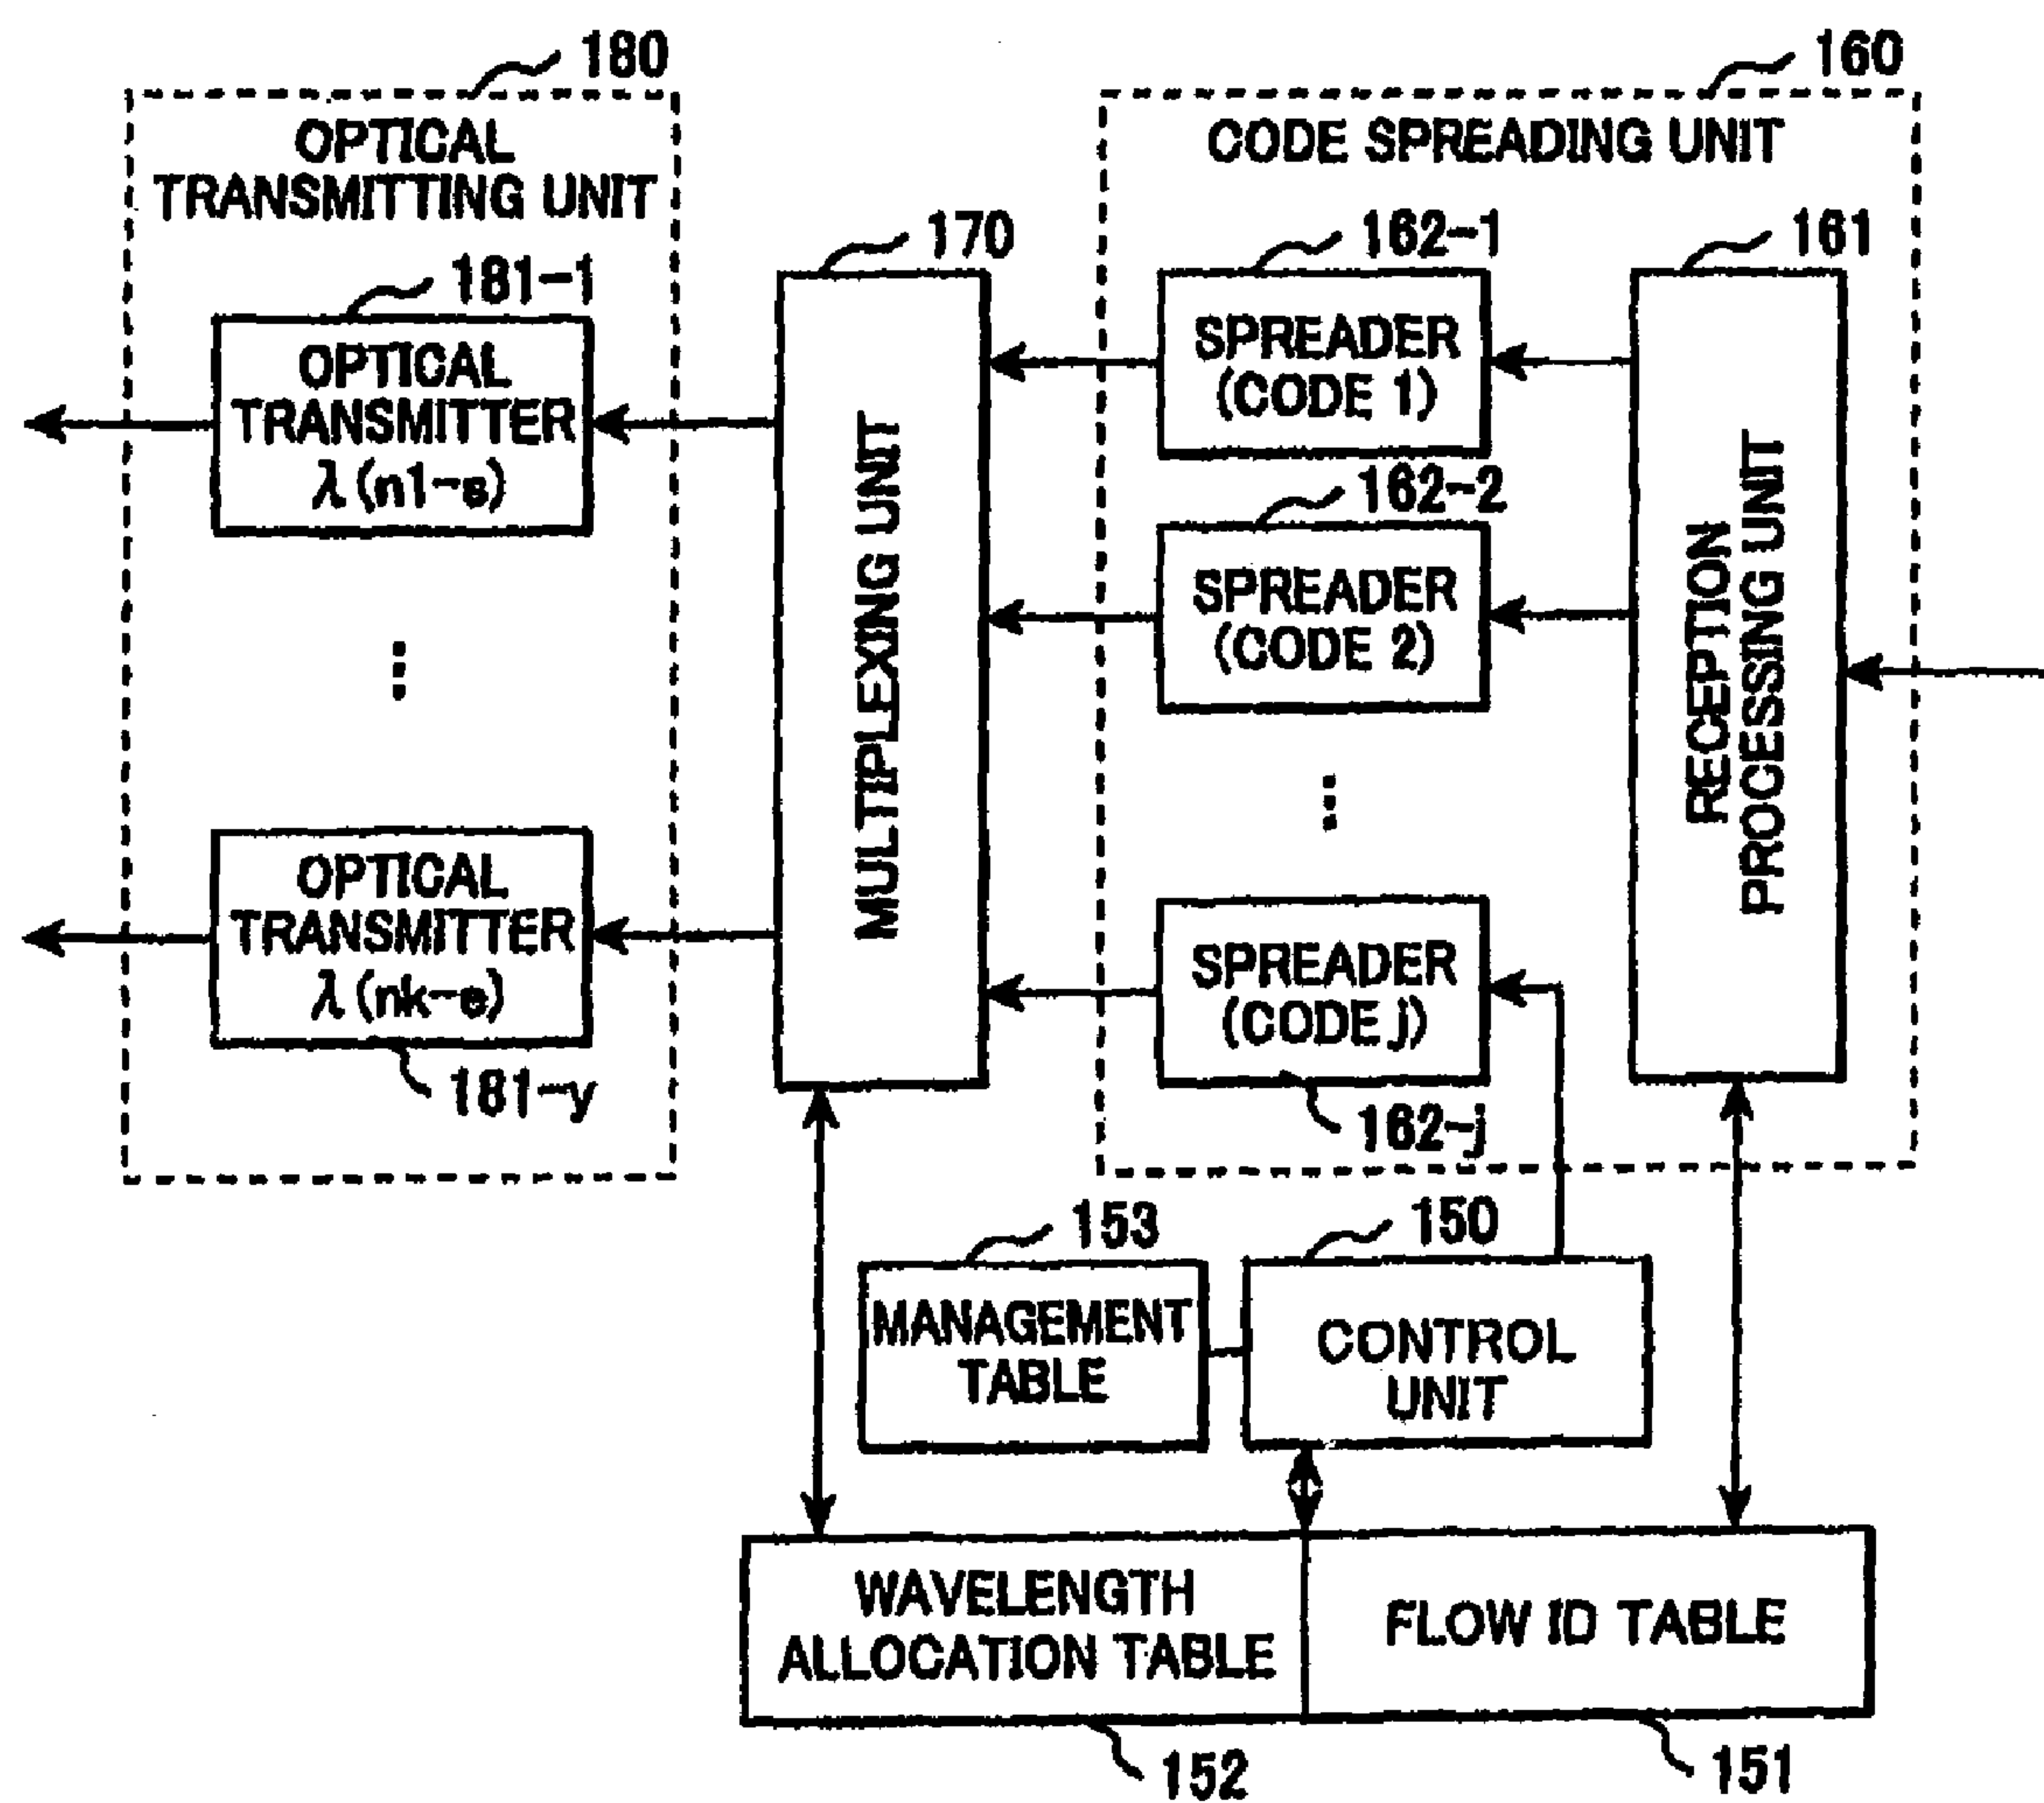 180
160
OPTICAL
TRANSMITTING UNIT
CODE SPREADING UNIT
170
162-1
161
181-1
OPTICAL
TRANSMITTER
λ(n1-s)
SPREADER
(CODE 1)
162-2
SPREADER
(CODE 2)
MULTIPLEXING UNIT
RECEPTION
PROCESSING UNIT
...
...
OPTICAL
TRANSMITTER
λ(nk-e)
181-y
SPREADER
(CODE j)
162-j
153
150
MANAGEMENT
TABLE
CONTROL
UNIT
WAVELENGTH
ALLOCATION TABLE
FLOW ID TABLE
152
151